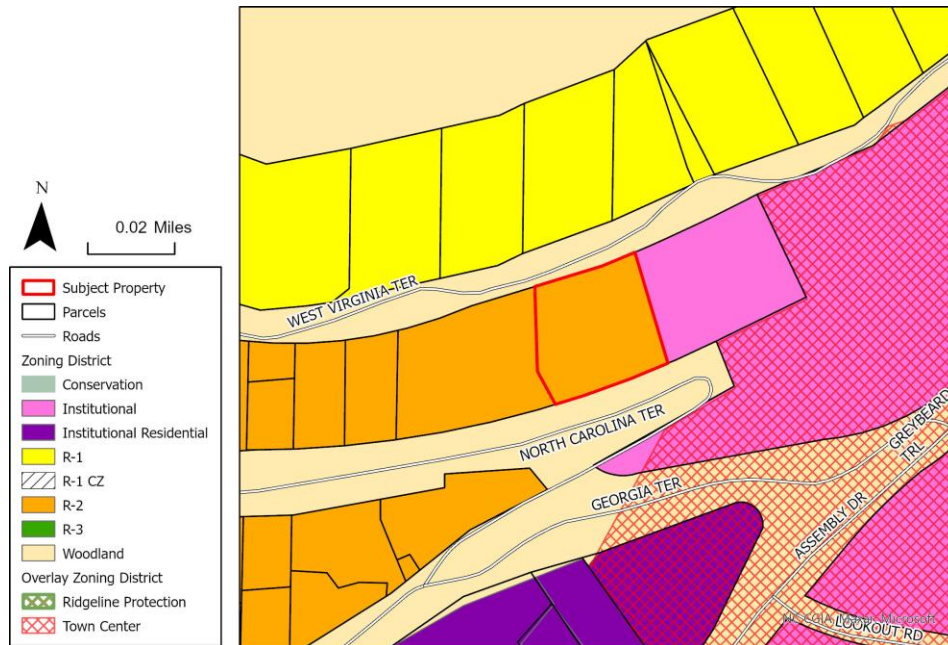 N
0.02 Miles
Subject Property
Parcels
Roads
Zoning District
Conservation
Institutional
Institutional Residential
R-1
R-1 CZ
R-2
R-3
Woodland
Overlay Zoning District
Ridgeline Protection
Town Center
WEST VIRGINIA TER
NORTH CAROLINA TER
GEORGIA TER
GREYBEARD
TRL
ASSEMBLY DR
LOOKOUT RD
Maxar, Microsoft